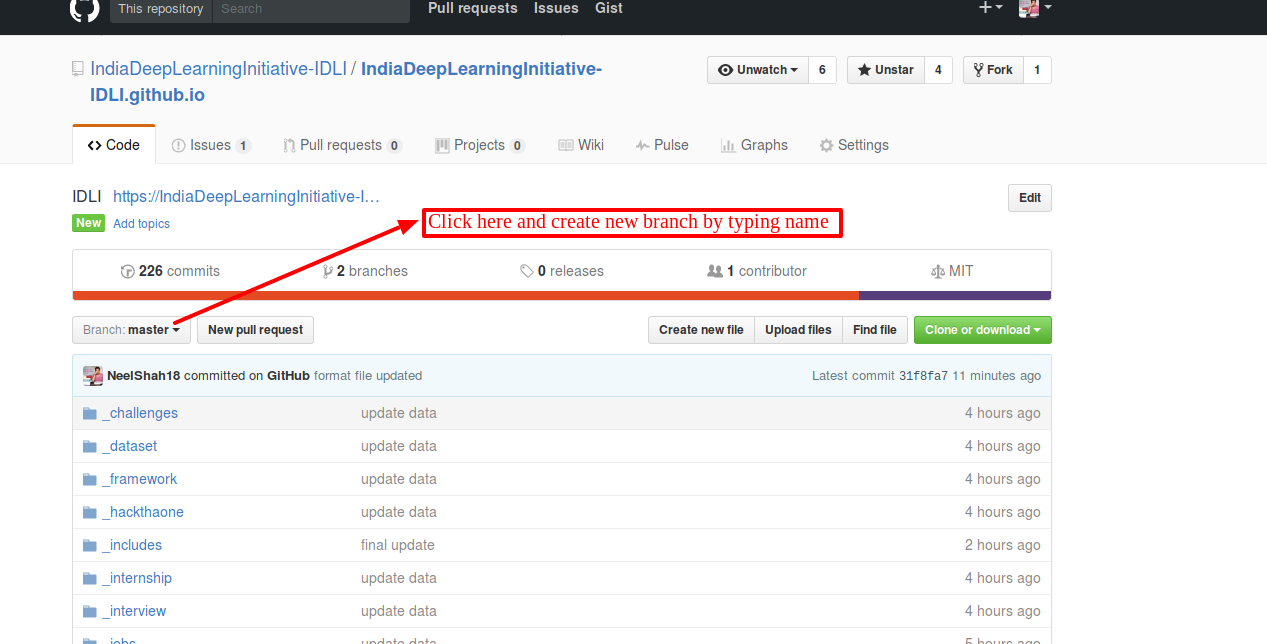 This repository Search Pull requests Issues Gist
IndiaDeepLearningInitiative-IDLI / IndiaDeepLearningInitiative-
IDLI.github.io
Unwatch 6 Unstar 4 Fork 1
Code Issues 1 Pull requests 0 Projects 0 Wiki Pulse Graphs Settings
IDLI https://IndiaDeepLearningInitiative-I… Edit
New Add topics
Click here and create new branch by typing name
226 commits 2 branches 0 releases 1 contributor MIT
Branch: master New pull request Create new file Upload files Find file Clone or download
NeelShah18 committed on GitHub format file updated Latest commit 31f8fa7 11 minutes ago
_challenges update data 4 hours ago
_dataset update data 4 hours ago
_framework update data 4 hours ago
_hackthaone update data 4 hours ago
_includes final update 2 hours ago
_internship update data 4 hours ago
_interview update data 4 hours ago
_jobs update data 5 hours ago